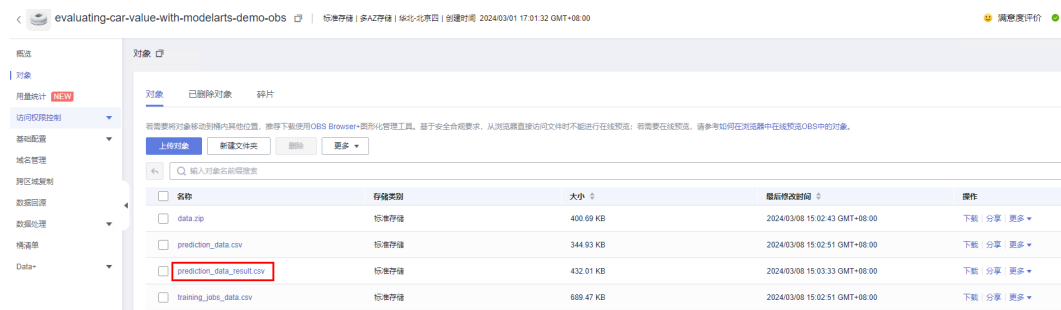 evaluating-car-value-with-modelarts-demo-obs 标准存储 | 多AZ存储 | 华北-北京四 | 创建时间 2024/03/01 17:01:32 GMT+08:00 满意度评价
概览
对象
用量统计 NEW
访问权限控制
基础配置
域名管理
跨区域复制
数据回源
数据处理
桶清单
Data+
对象
对象 已删除对象 碎片
若需要将对象移动到桶内其他位置，推荐下载使用OBS Browser+图形化管理工具。基于安全合规要求，从浏览器直接访问文件时不能进行在线预览；若需要在线预览，请参考如何在浏览器中在线预览OBS中的对象。
上传对象 新建文件夹 删除 更多
输入对象名前缀搜索
名称 存储类别 大小 最后修改时间 操作
data.zip 标准存储 400.69 KB 2024/03/08 15:02:43 GMT+08:00 下载 | 分享 | 更多
prediction_data.csv 标准存储 344.93 KB 2024/03/08 15:02:51 GMT+08:00 下载 | 分享 | 更多
prediction_data_result.csv 标准存储 432.01 KB 2024/03/08 15:03:33 GMT+08:00 下载 | 分享 | 更多
training_jobs_data.csv 标准存储 689.47 KB 2024/03/08 15:02:51 GMT+08:00 下载 | 分享 | 更多